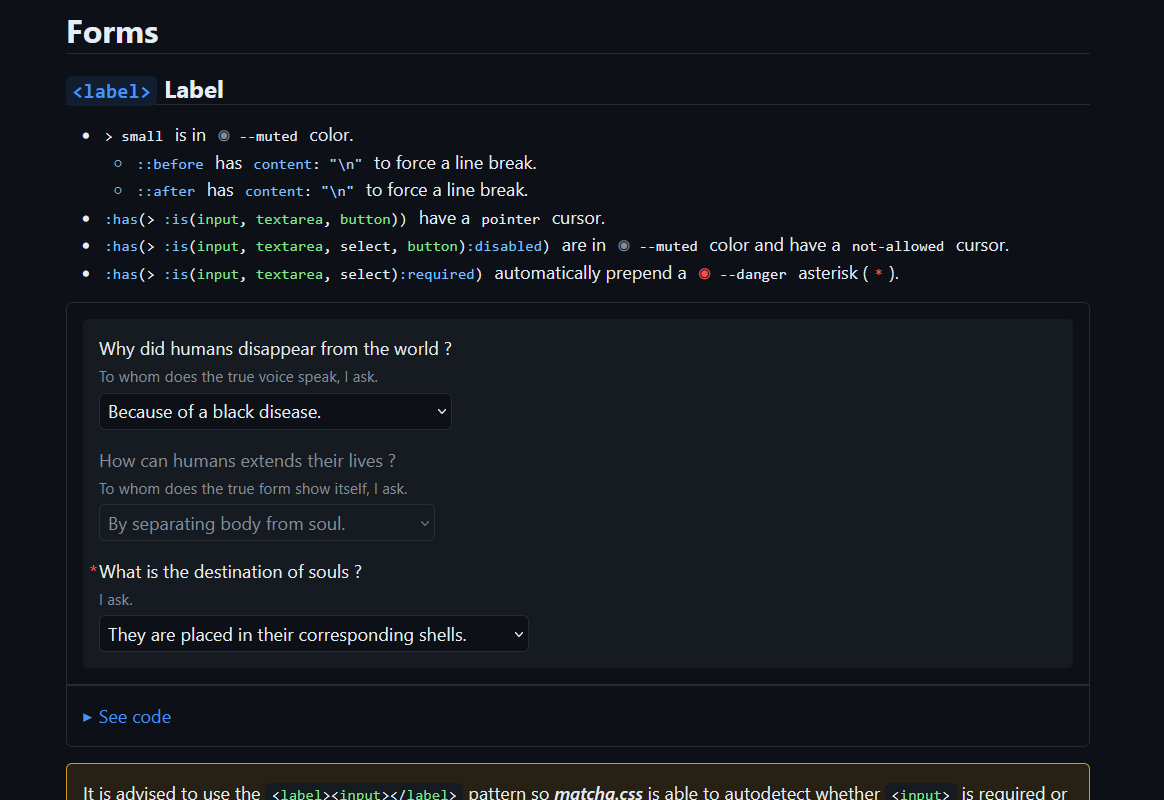 Forms
<label> Label
> small is in --muted color.
::before has content: "\n" to force a line break.
::after has content: "\n" to force a line break.
:has(> :is(input, textarea, button)) have a pointer cursor.
:has(> :is(input, textarea, select, button):disabled) are in --muted color and have a not-allowed cursor.
:has(> :is(input, textarea, select):required) automatically prepend a --danger asterisk ( * ).
Why did humans disappear from the world ?
To whom does the true voice speak, I ask.
Because of a black disease.
How can humans extends their lives ?
To whom does the true form show itself, I ask.
By separating body from soul.
*What is the destination of souls ?
I ask.
They are placed in their corresponding shells.
See code
It is advised to use the <label><input></label> pattern so matcha.css is able to autodetect whether <input> is required or